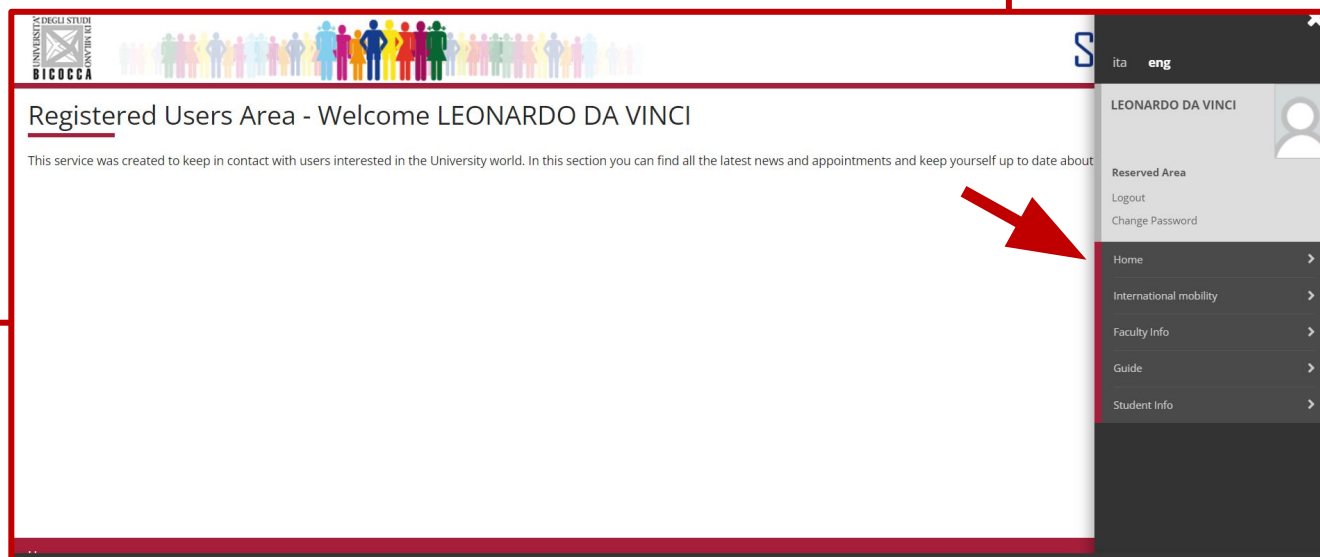 UNIVERSITÀ DEGLI STUDI DI MILANO
BICOCCA
S
ita eng
Registered Users Area - Welcome LEONARDO DA VINCI
This service was created to keep in contact with users interested in the University world. In this section you can find all the latest news and appointments and keep yourself up to date about
LEONARDO DA VINCI
Reserved Area
Logout
Change Password
Home
International mobility
Faculty Info
Guide
Student Info